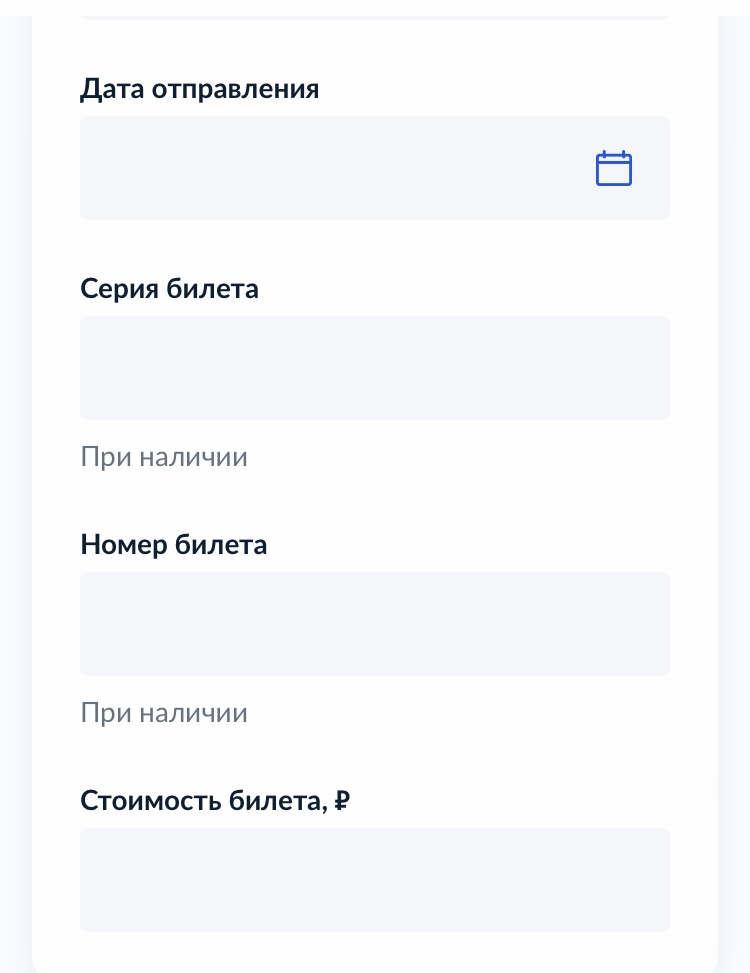 Дата отправления
Серия билета
При наличии
Номер билета
При наличии
Стоимость билета, ₽